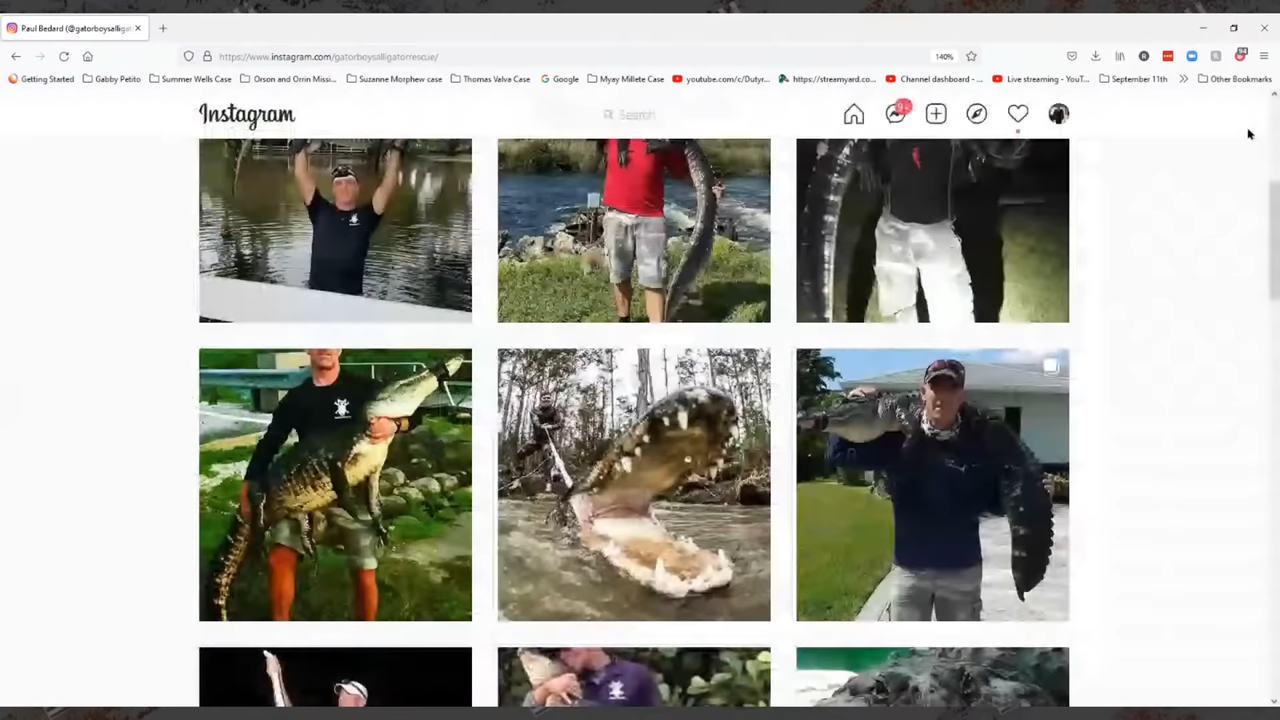 Paul Bedard (@gatorboysalligat
https://www.instagram.com/gatorboysalligatorrescue/
140%
Getting Started Gabby Petito Summer Wells Case Orson and Orrin Missi... Suzanne Morphew case Thomas Valva Case Google Myay Millete Case youtube.com/c/Dutyr... https://streamyard.co... Channel dashboard - ... Live streaming - YouT... September 11th Other Bookmarks
Instagram
Search
9+